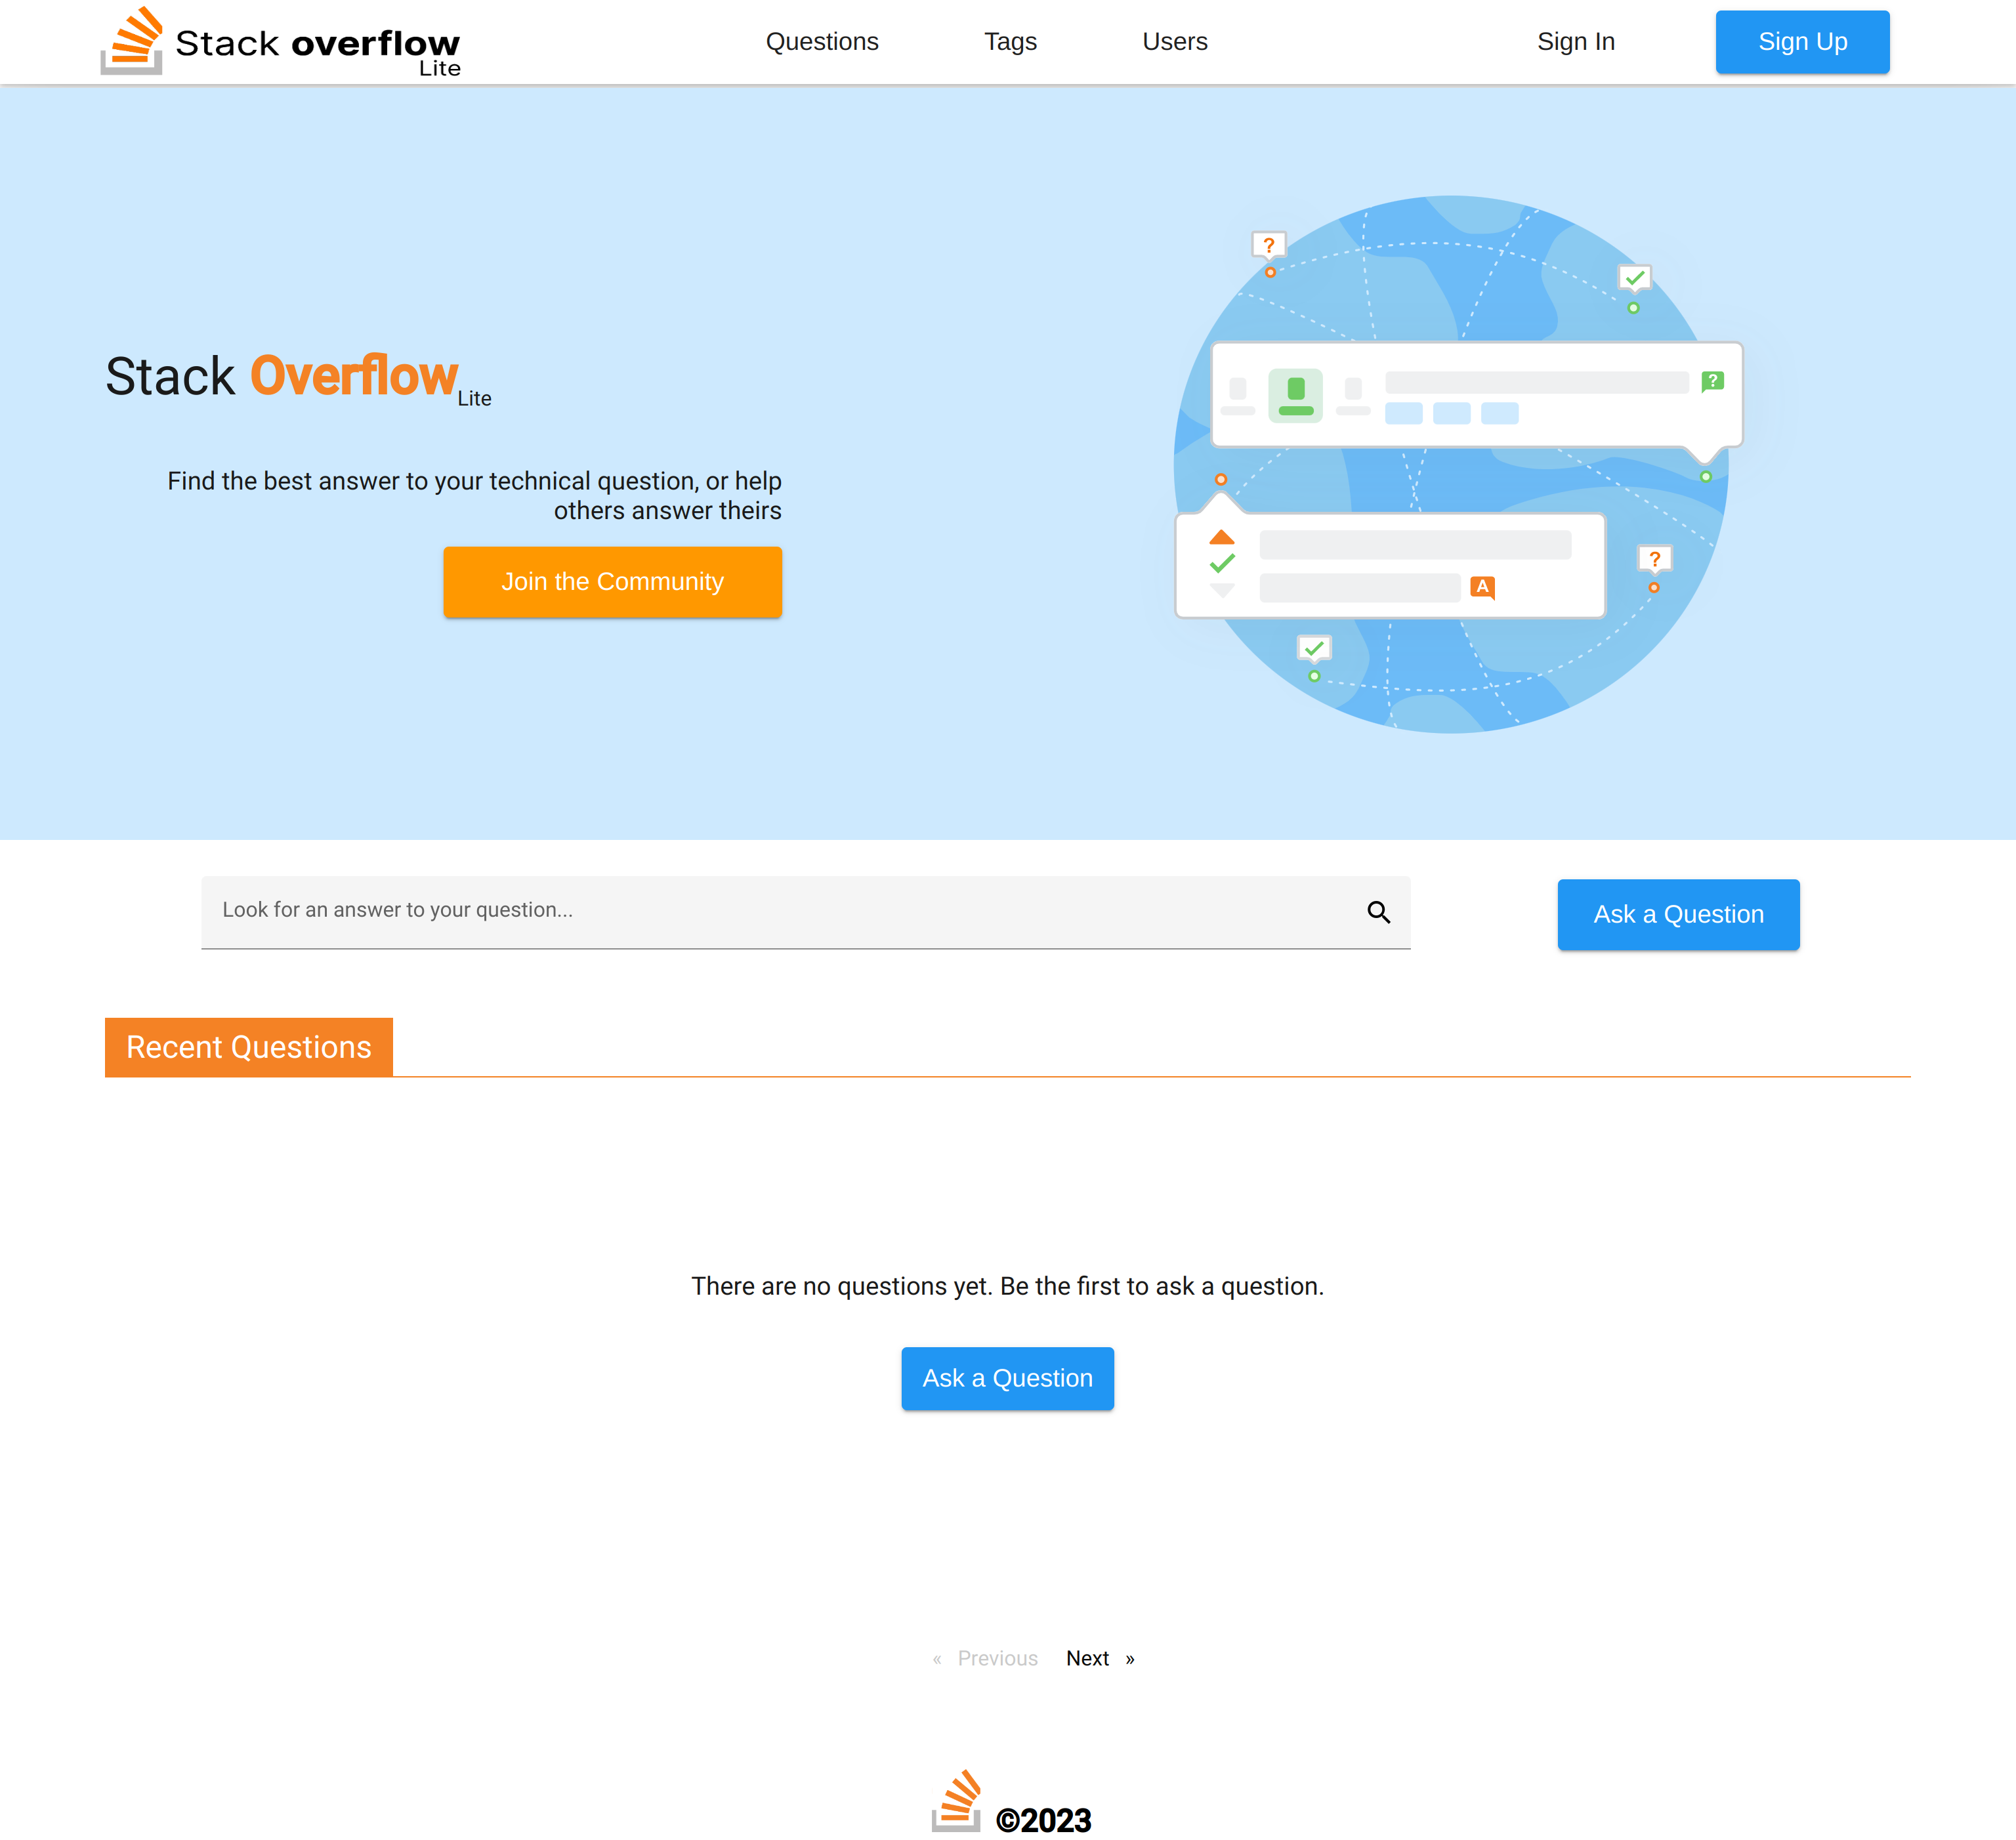 Stack overflow
Lite
Questions Tags Users Sign In Sign Up
Stack Overflow Lite
Find the best answer to your technical question, or help
others answer theirs
Join the Community
?
?
?
A
Look for an answer to your question...
Ask a Question
Recent Questions
There are no questions yet. Be the first to ask a question.
Ask a Question
« Previous Next »
©2023